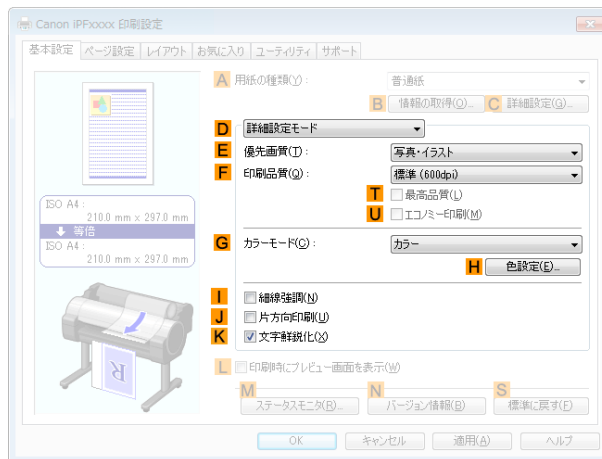 Canon iPFxxxx 印刷設定
基本設定 ページ設定 レイアウト お気に入り ユーティリティ サポート
A 用紙の種類(Y): 普通紙
B 情報の取得(O)... C 詳細設定(G)...
D 詳細設定モード
E 優先画質(T): 写真・イラスト
F 印刷品質(Q): 標準 (600dpi)
T 最高品質(L)
U エコノミー印刷(M)
ISO A4 :
210.0 mm x 297.0 mm
等倍
ISO A4 :
210.0 mm x 297.0 mm
G カラーモード(C): カラー
H 色設定(E)...
I 細線強調(N)
J 片方向印刷(U)
K 文字鮮鋭化(X)
R
L 印刷時にプレビュー画面を表示(W)
M N S
ステータスモニタ(R)... バージョン情報(B) 標準に戻す(F)
OK キャンセル 適用(A) ヘルプ